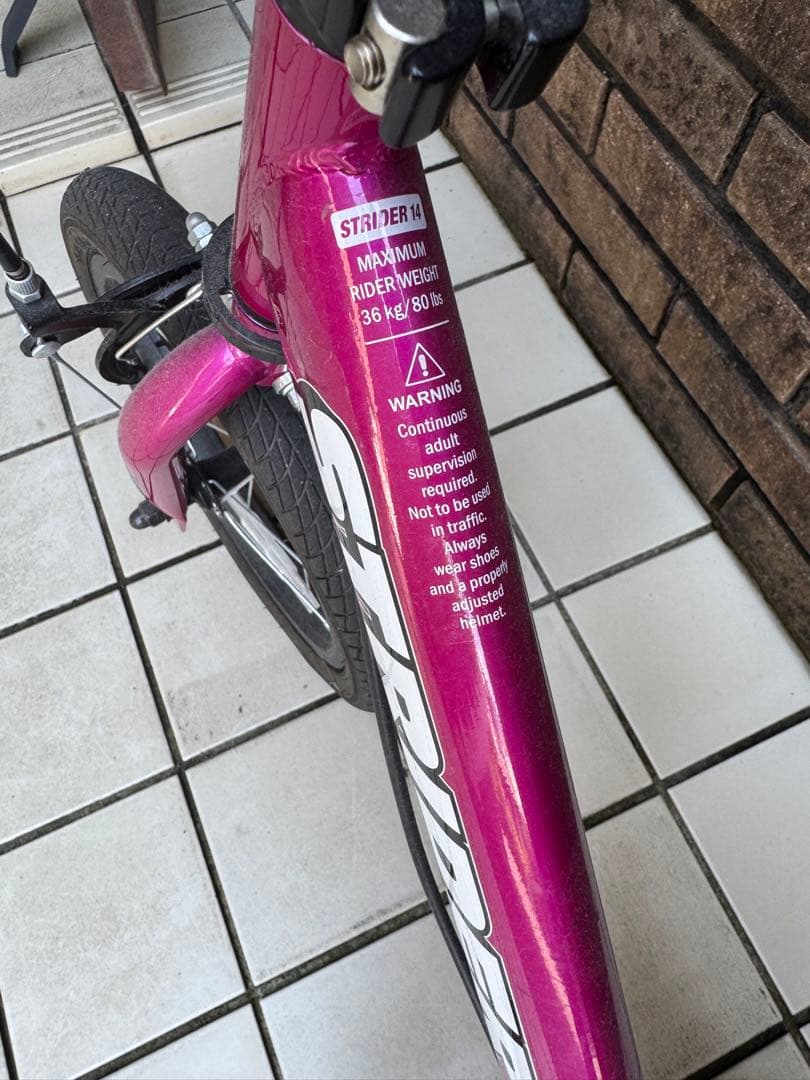 STRIDER 14
MAXIMUM
RIDER WEIGHT
36 kg/80 lbs
WARNING
Continuous
adult
supervision
required.
Not to be used
in traffic.
Always
wear shoes
and a properly
adjusted
helmet.
STRIDER